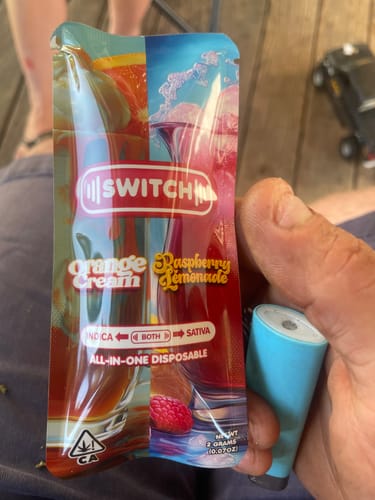 SWITCH
Orange Cream
Raspberry Lemonade
INDICA BOTH SATIVA
ALL-IN-ONE DISPOSABLE
CA
NET WT
2 GRAMS
(0.07OZ)